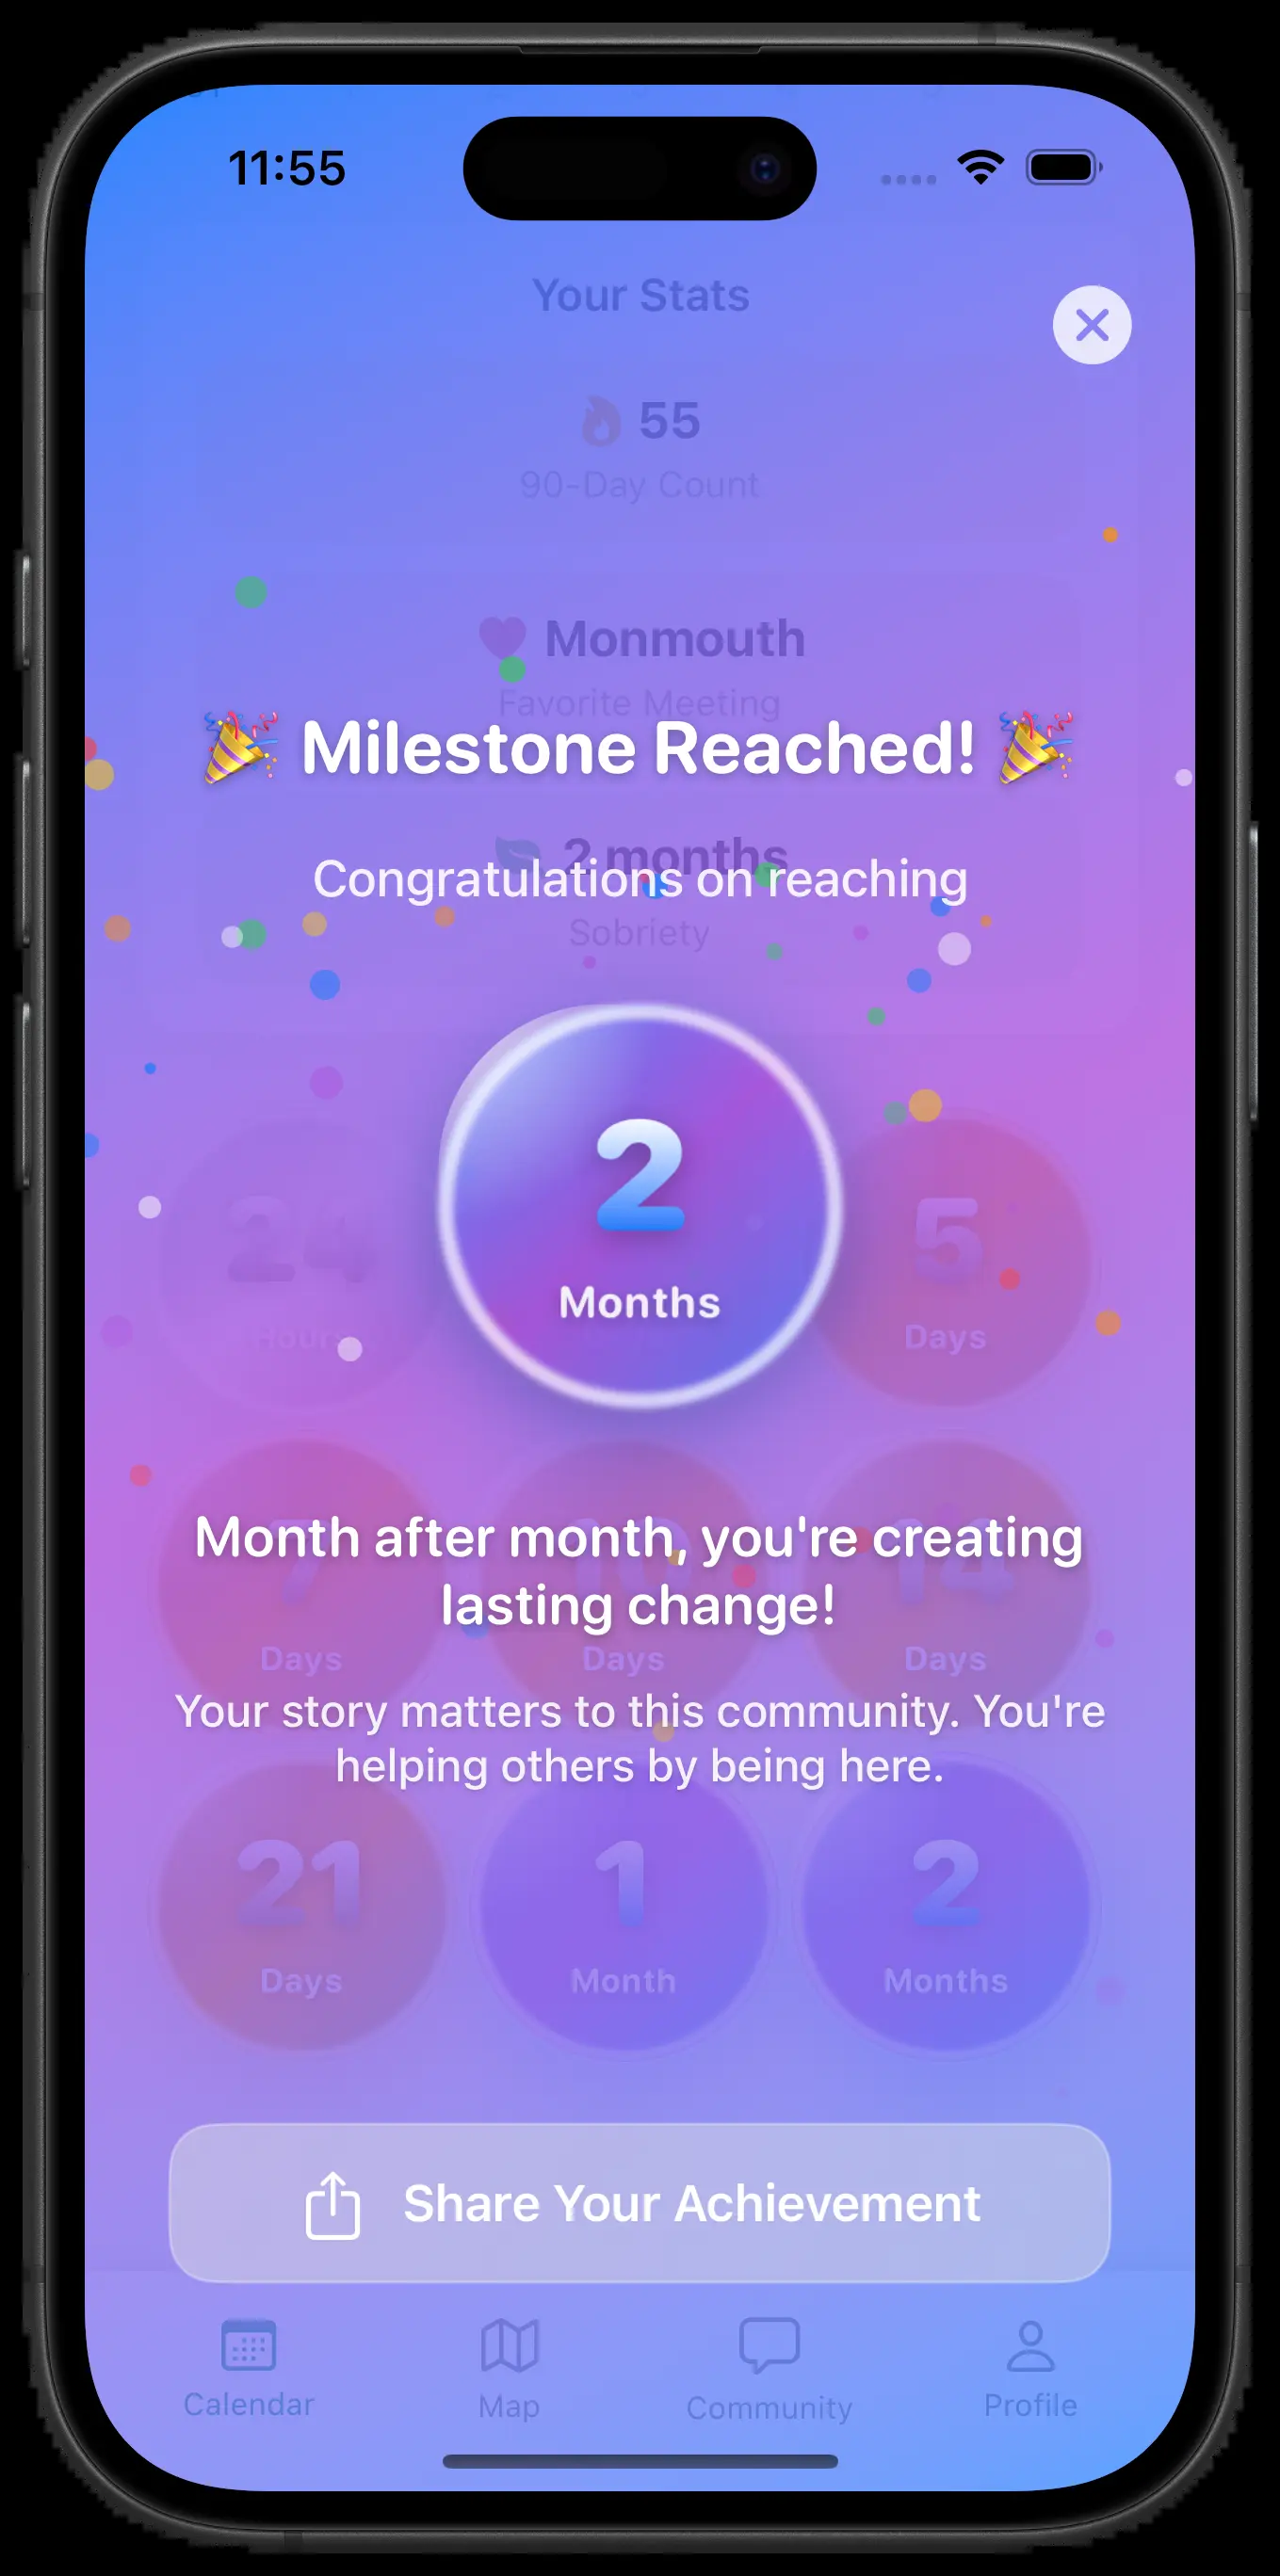 11:55
Your Stats
55
90-Day Count
Monmouth
Favorite Meeting
🎉 Milestone Reached! 🎉
2 months
Congratulations on reaching
Sobriety
2
Months
24
Hours
5
Days
Month after month, you're creating
lasting change!
7
10
14
Days
Days
Days
Your story matters to this community. You're
helping others by being here.
21
Days
1
Month
2
Months
Share Your Achievement
Calendar
Map
Community
Profile